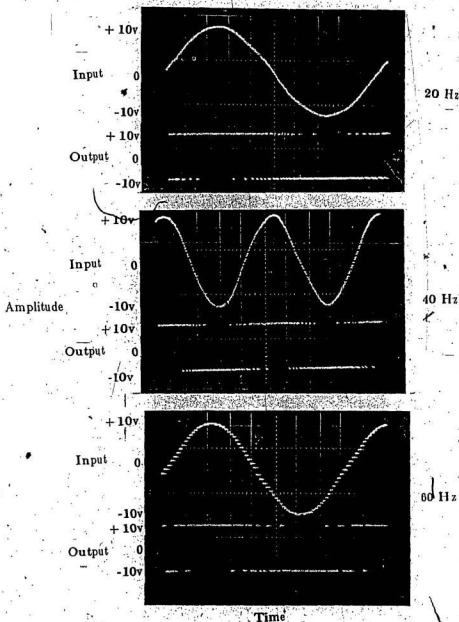 + 10v
Input 0
20 Hz
-10v
+ 10v
Output 0
-10v
+ 10v
Input 0
-10v
40 Hz
Amplitude
+ 10v
Output 0
-10v
+ 10v
Input 0
-10v
60 Hz
+ 10v
Output 0
-10v
Time